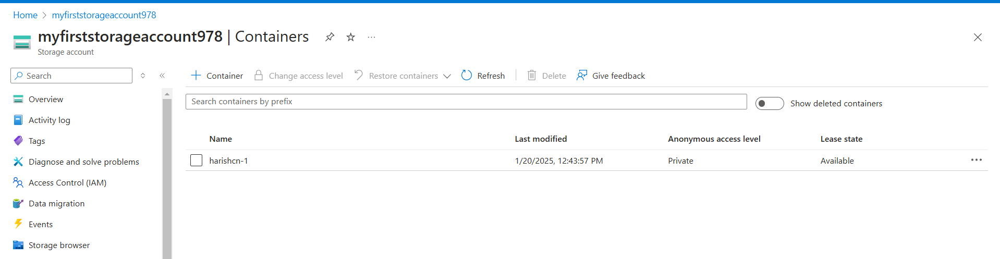 Home > myfirststorageaccount978
myfirststorageaccount978 | Containers
Storage account
Search
Container Change access level Restore containers Refresh Delete Give feedback
Search containers by prefix
Show deleted containers
Overview
Activity log
Tags
Diagnose and solve problems
Access Control (IAM)
Data migration
Events
Storage browser
Name Last modified Anonymous access level Lease state
harishcn-1 1/20/2025, 12:43:57 PM Private Available